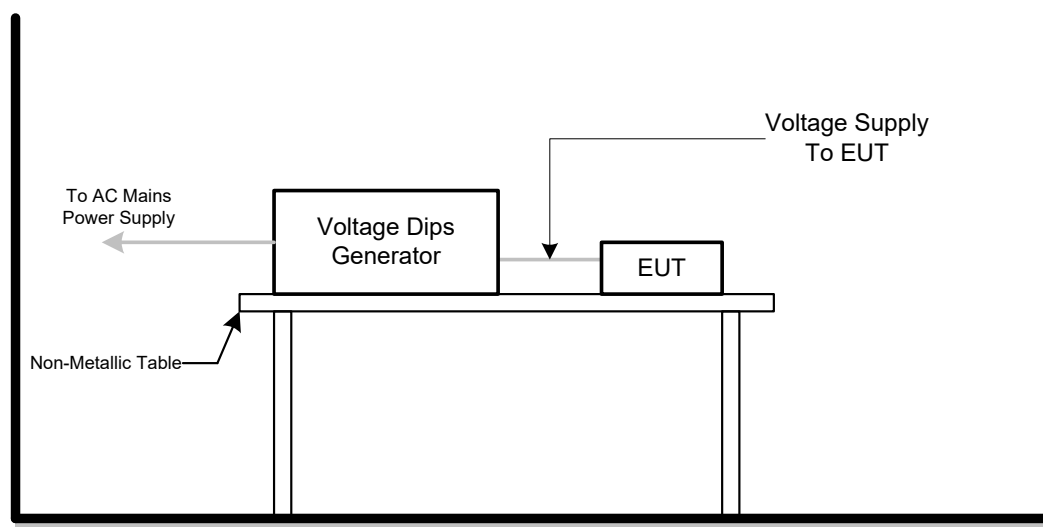 Voltage Supply
To EUT
To AC Mains
Power Supply
Voltage Dips
Generator
EUT
Non-Metallic Table